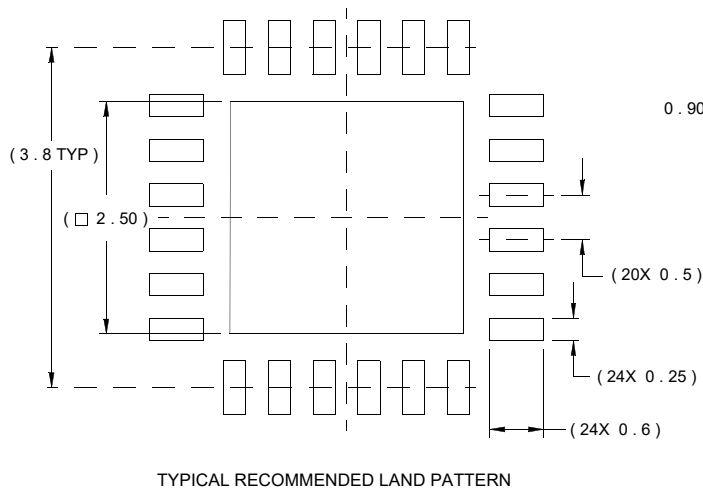 0.90
( 3 . 8 TYP )
( □ 2 . 50 )
( 20X 0 . 5 )
( 24X 0 . 25 )
( 24X 0 . 6 )
TYPICAL RECOMMENDED LAND PATTERN